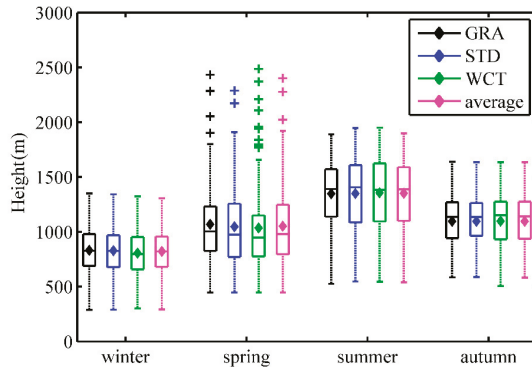 3000
2500
2000
1500
1000
500
0
Height(m)
GRA
STD
WCT
average
winter
spring
summer
autumn